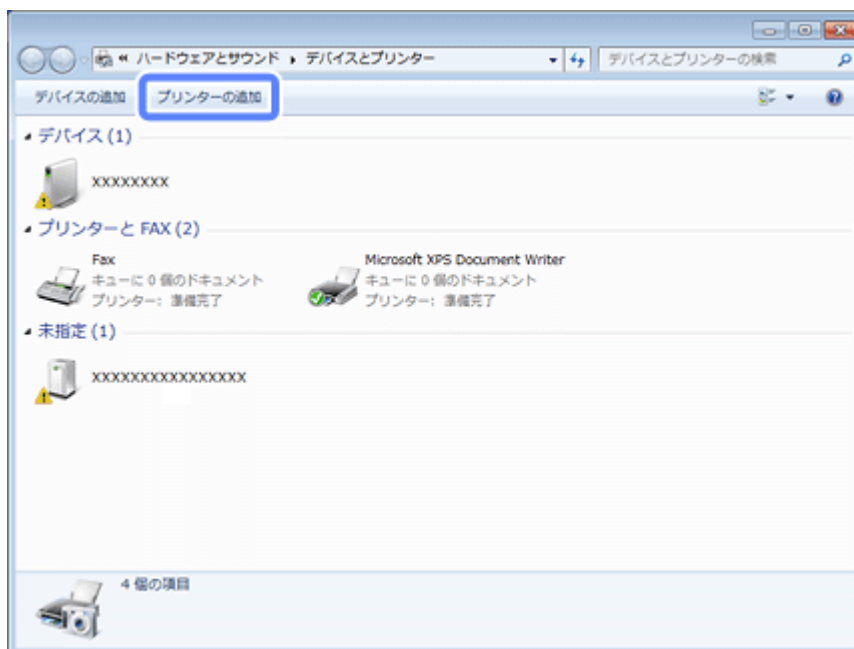 « ハードウェアとサウンド ▸ デバイスとプリンター
デバイスとプリンターの検索
デバイスの追加 プリンターの追加
デバイス (1)
XXXXXXXX
プリンターと FAX (2)
Fax
キューに 0 個のドキュメント
プリンター: 準備完了
Microsoft XPS Document Writer
キューに 0 個のドキュメント
プリンター: 準備完了
未指定 (1)
XXXXXXXXXXXXXXXX
4 個の項目